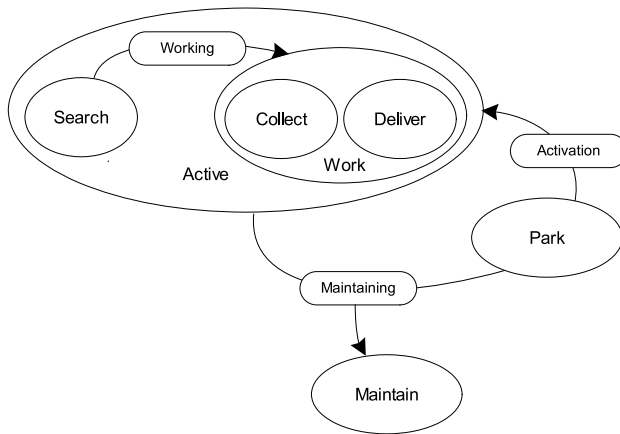 Working
Search
Collect
Deliver
Work
Active
Activation
Park
Maintaining
Maintain